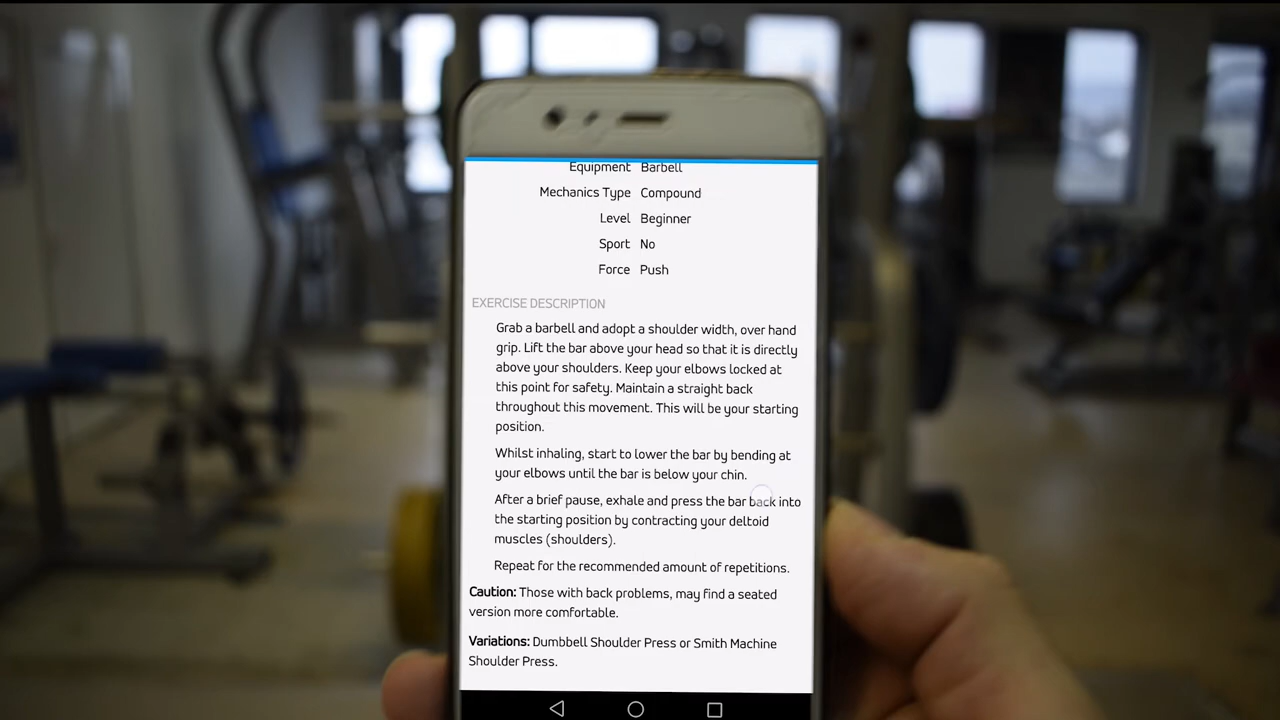 Equipment Barbell
Mechanics Type Compound
Level Beginner
Sport No
Force Push
EXERCISE DESCRIPTION
Grab a barbell and adopt a shoulder width, over hand
grip. Lift the bar above your head so that it is directly
above your shoulders. Keep your elbows locked at
this point for safety. Maintain a straight back
throughout this movement. This will be your starting
position.
Whilst inhaling, start to lower the bar by bending at
your elbows until the bar is below your chin.
After a brief pause, exhale and press the bar back into
the starting position by contracting your deltoid
muscles (shoulders).
Repeat for the recommended amount of repetitions.
Caution: Those with back problems, may find a seated
version more comfortable.
Variations: Dumbbell Shoulder Press or Smith Machine
Shoulder Press.